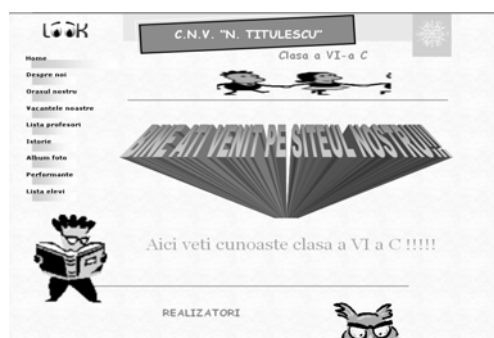 LOOK
C.N.V. "N. TITULESCU"
Clasa a VI-a C
Home
Despre noi
Orasul nostru
Vacantele noastre
Lista profesori
Istorie
Album foto
Performante
Lista elevi
BINE AITI VENIT PE SITEUL NOSTRU!!!
Aici veti cunoaste clasa a VI a C !!!!!
REALIZATORI